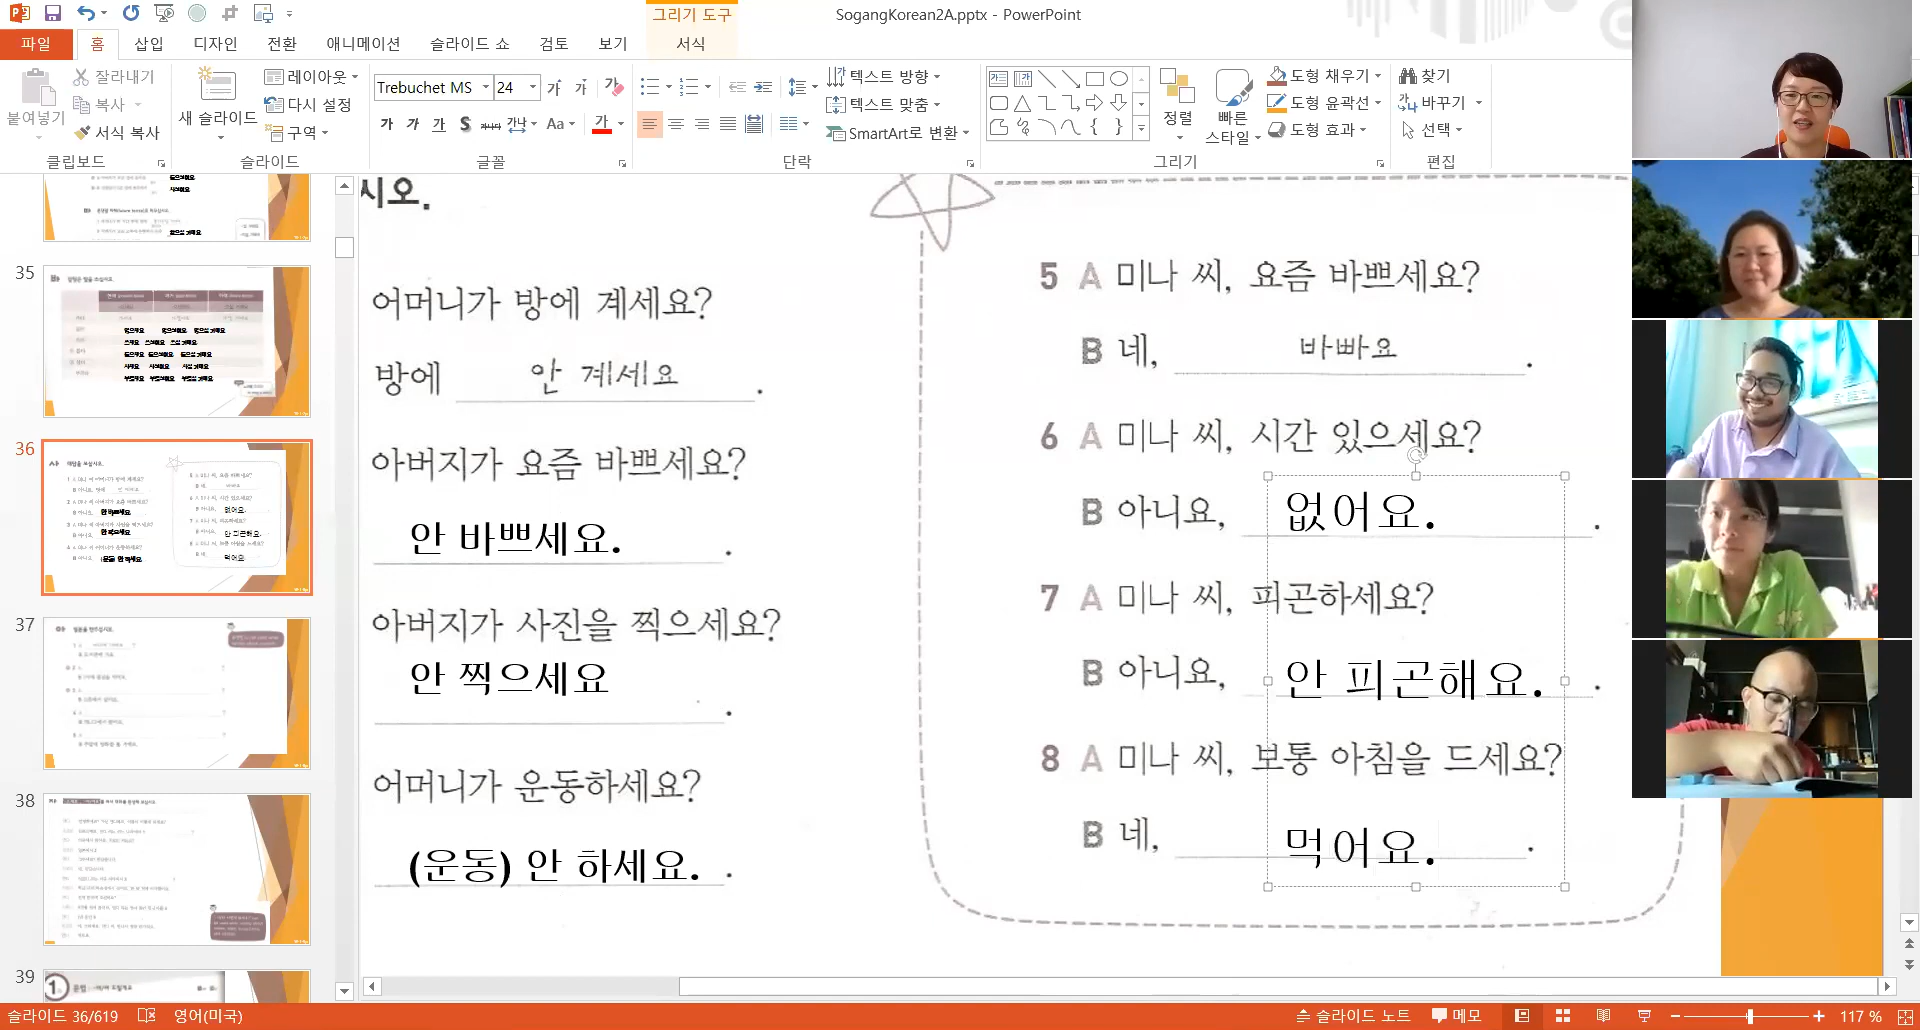 SogangKorean2A.pptx - PowerPoint
그리기 도구
파일 홈 삽입 디자인 전환 애니메이션 슬라이드 쇼 검토 보기 서식
붙여넣기
잘라내기
복사
서식 복사
클립보드
새 슬라이드
레이아웃
다시 설정
구역
슬라이드
Trebuchet MS 24
글꼴
텍스트 방향
텍스트 맞춤
SmartArt로 변환
단락
정렬
빠른 스타일
도형 채우기
도형 윤곽선
도형 효과
그리기
찾기
바꾸기
선택
편집
35
36
37
38
39
시오.
어머니가 방에 계세요?
방에 안 계세요.
아버지가 요즘 바쁘세요?
안 바쁘세요. .
아버지가 사진을 찍으세요?
안 찍으세요 .
어머니가 운동하세요?
(운동) 안 하세요. .
5 A 미나 씨, 요즘 바쁘세요?
B 네, 바빠요.
6 A 미나 씨, 시간 있으세요?
B 아니요, 없어요. .
7 A 미나 씨, 피곤하세요?
B 아니요, 안 피곤해요. .
8 A 미나 씨, 보통 아침을 드세요?
B 네, 먹어요. .
슬라이드 36/619 영어(미국) 슬라이드 노트 메모 117 %